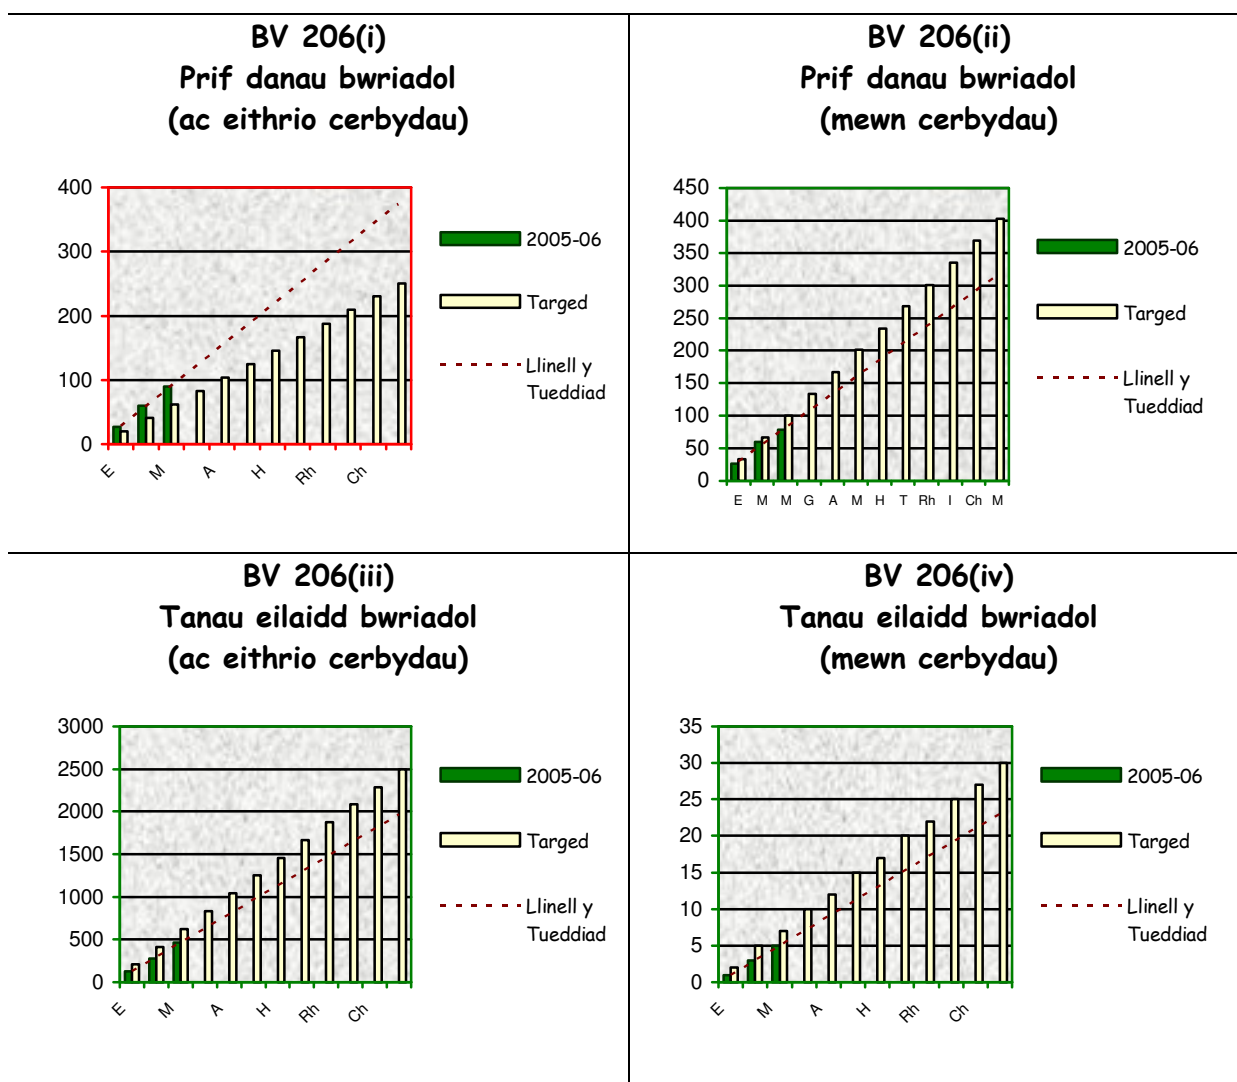 BV 206(i)
Prif danau bwriadol
(ac eithrio cerbydau)
400
300
200
100
0
E
M
A
H
Rh
Ch
2005-06
Targed
Llinell y
Tueddiad
BV 206(ii)
Prif danau bwriadol
(mewn cerbydau)
450
400
350
300
250
200
150
100
50
0
E M M G A M H T Rh I Ch M
2005-06
Targed
Llinell y
Tueddiad
BV 206(iii)
Tanau eilaidd bwriadol
(ac eithrio cerbydau)
3000
2500
2000
1500
1000
500
0
E
M
A
H
Rh
Ch
2005-06
Targed
Llinell y
Tueddiad
BV 206(iv)
Tanau eilaidd bwriadol
(mewn cerbydau)
35
30
25
20
15
10
5
0
E
M
A
H
Rh
Ch
2005-06
Targed
Llinell y
Tueddiad